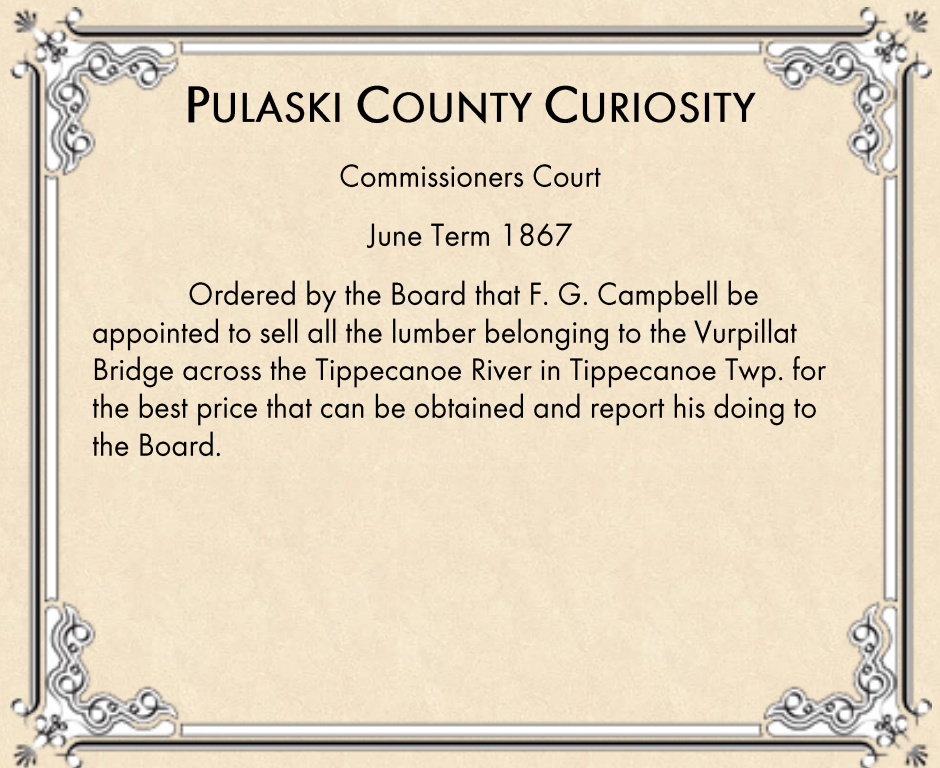 PULASKI COUNTY CURIOSITY
Commissioners Court
June Term 1867
Ordered by the Board that F. G. Campbell be
appointed to sell all the lumber belonging to the Vurpillat
Bridge across the Tippecanoe River in Tippecanoe Twp. for
the best price that can be obtained and report his doing to
the Board.